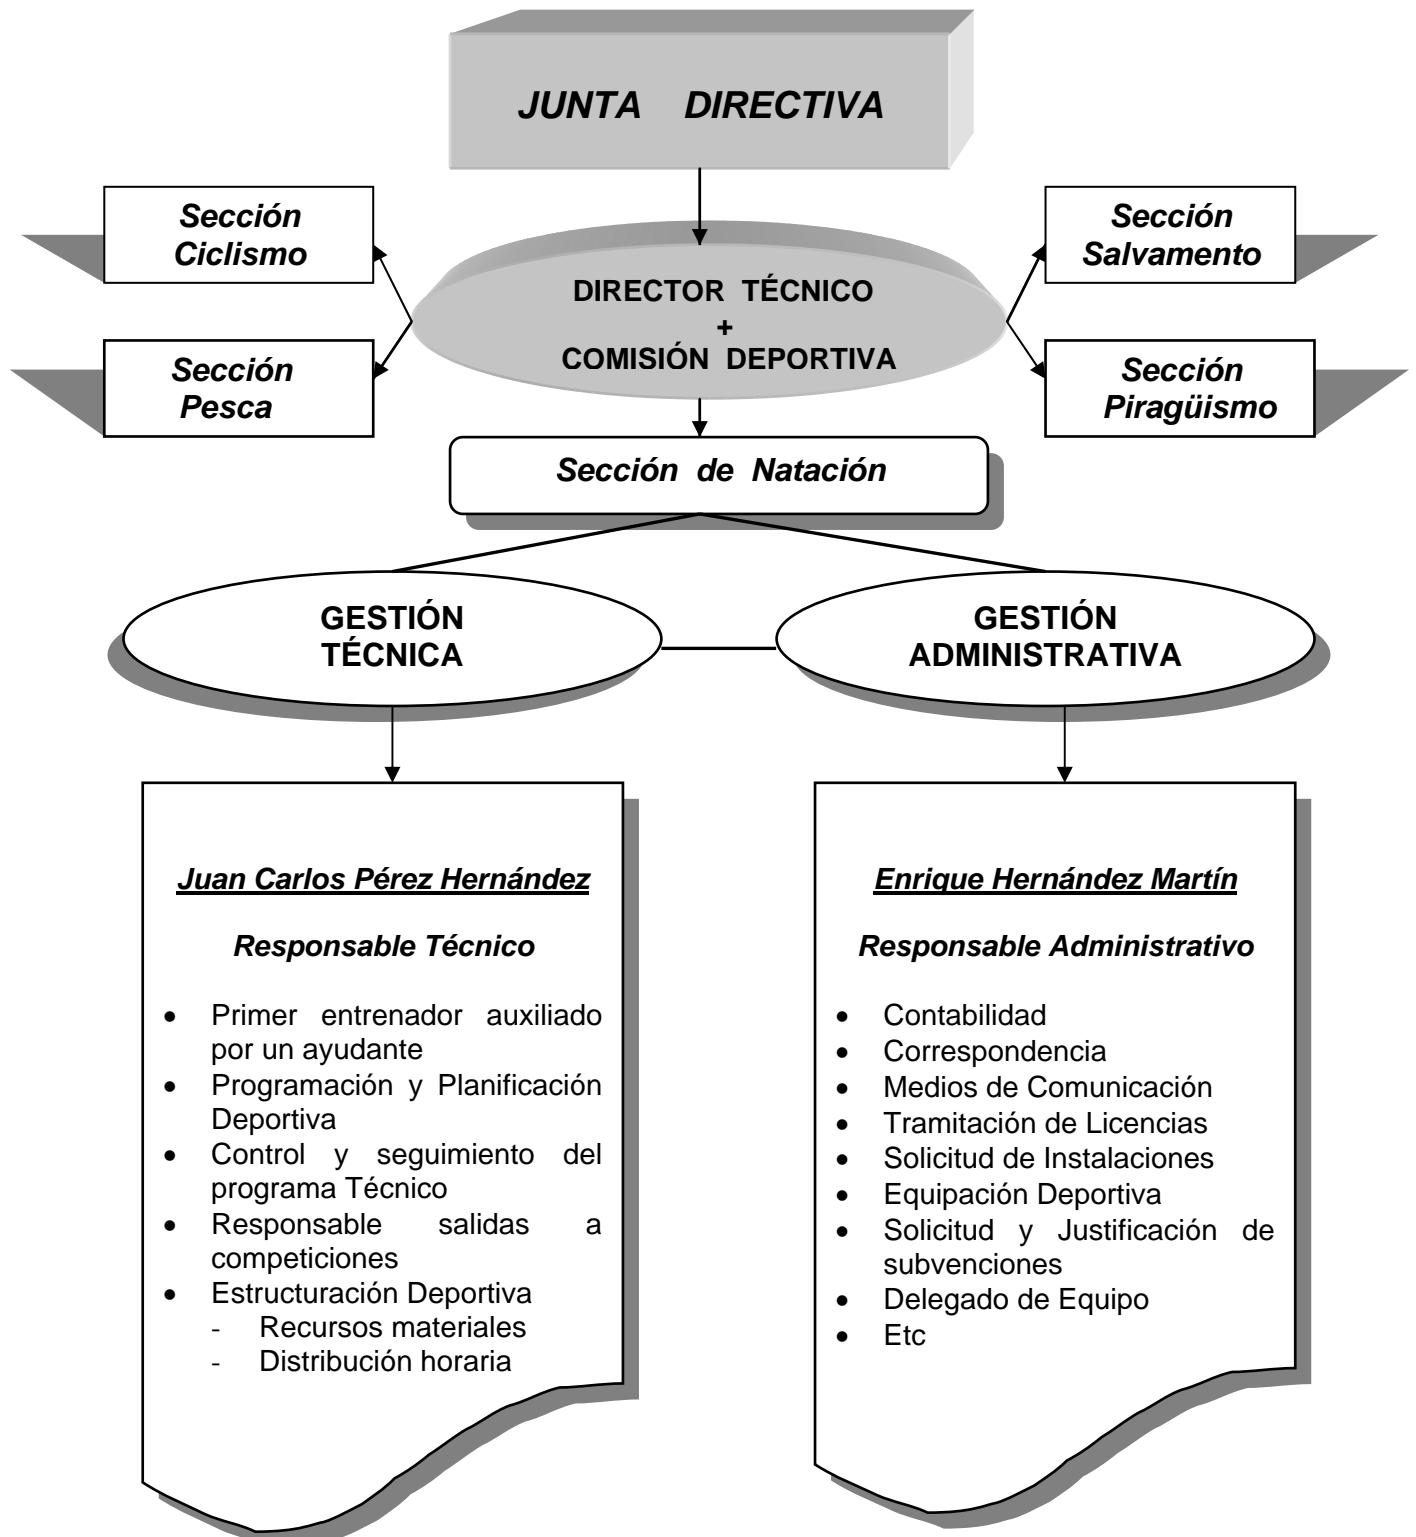 JUNTA DIRECTIVA
Sección
Ciclismo
Sección
Salvamento
DIRECTOR TÉCNICO
+
COMISIÓN DEPORTIVA
Sección
Pesca
Sección
Piragüismo
Sección de Natación
GESTIÓN
TÉCNICA
GESTIÓN
ADMINISTRATIVA
Juan Carlos Pérez Hernández
Responsable Técnico
• Primer entrenador auxiliado
por un ayudante
• Programación y Planificación
Deportiva
• Control y seguimiento del
programa Técnico
• Responsable salidas a
competiciones
• Estructuración Deportiva
- Recursos materiales
- Distribución horaria
Enrique Hernández Martín
Responsable Administrativo
• Contabilidad
• Correspondencia
• Medios de Comunicación
• Tramitación de Licencias
• Solicitud de Instalaciones
• Equipación Deportiva
• Solicitud y Justificación de
subvenciones
• Delegado de Equipo
• Etc